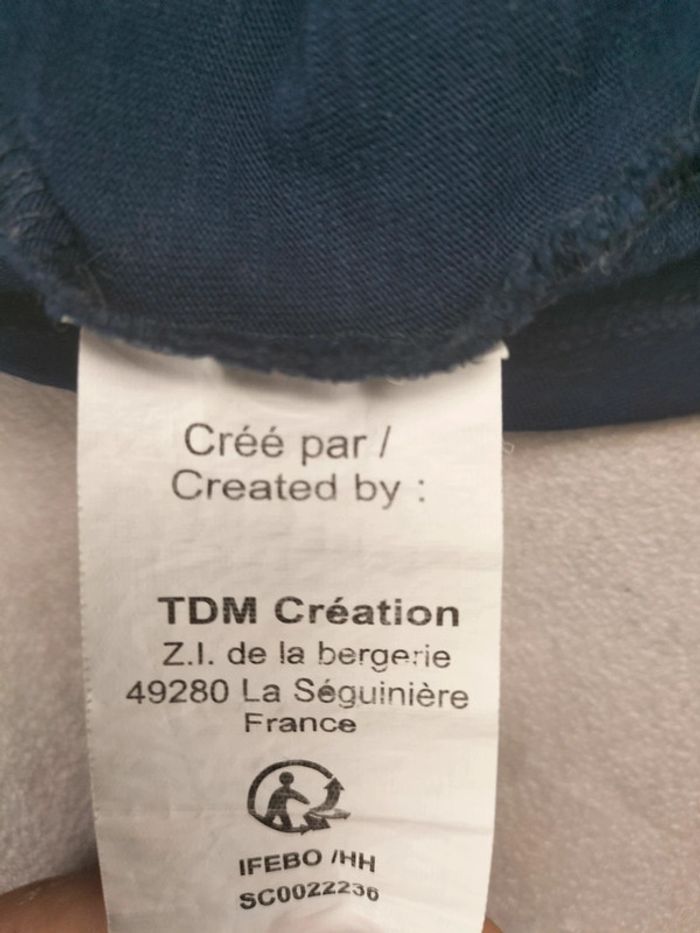 Créé par /
Created by :
TDM Création
Z.I. de la bergerie
49280 La Séguinière
France
IFEBO /HH
SC0022236